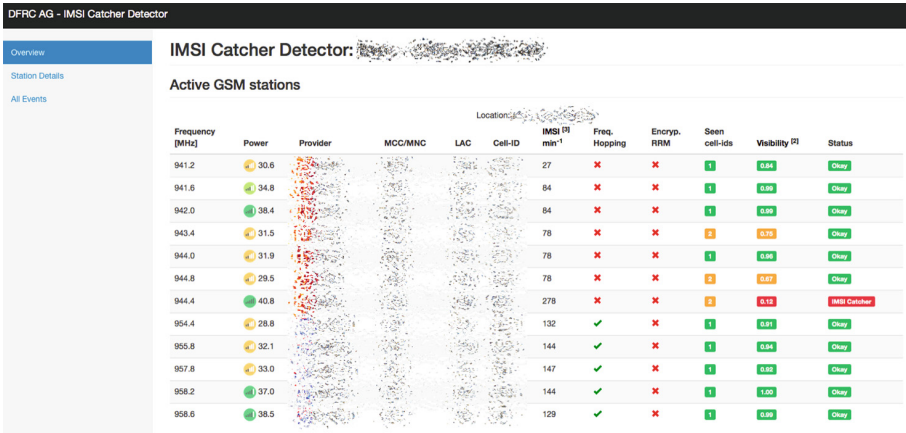 DFRC AG - IMSI Catcher Detector
Overview
Station Details
All Events
IMSI Catcher Detector:
Active GSM stations
Location:
Frequency [MHz] Power Provider MCC/MNC LAC Cell-ID IMSI [3] min-1 Freq. Hopping Encryp. RRM Seen cell-ids Visibility [2] Status
941.2 30.6 27 1 0.84 Okay
941.6 34.8 84 1 0.99 Okay
942.0 38.4 84 1 0.99 Okay
943.4 31.5 78 2 0.75 Okay
944.0 31.9 78 1 0.96 Okay
944.8 29.5 78 2 0.67 Okay
944.4 40.8 278 2 0.12 IMSI Catcher
954.4 28.8 132 1 0.91 Okay
955.8 32.1 144 1 0.94 Okay
957.8 33.0 147 1 0.92 Okay
958.2 37.0 144 1 1.00 Okay
958.6 38.5 129 1 0.99 Okay